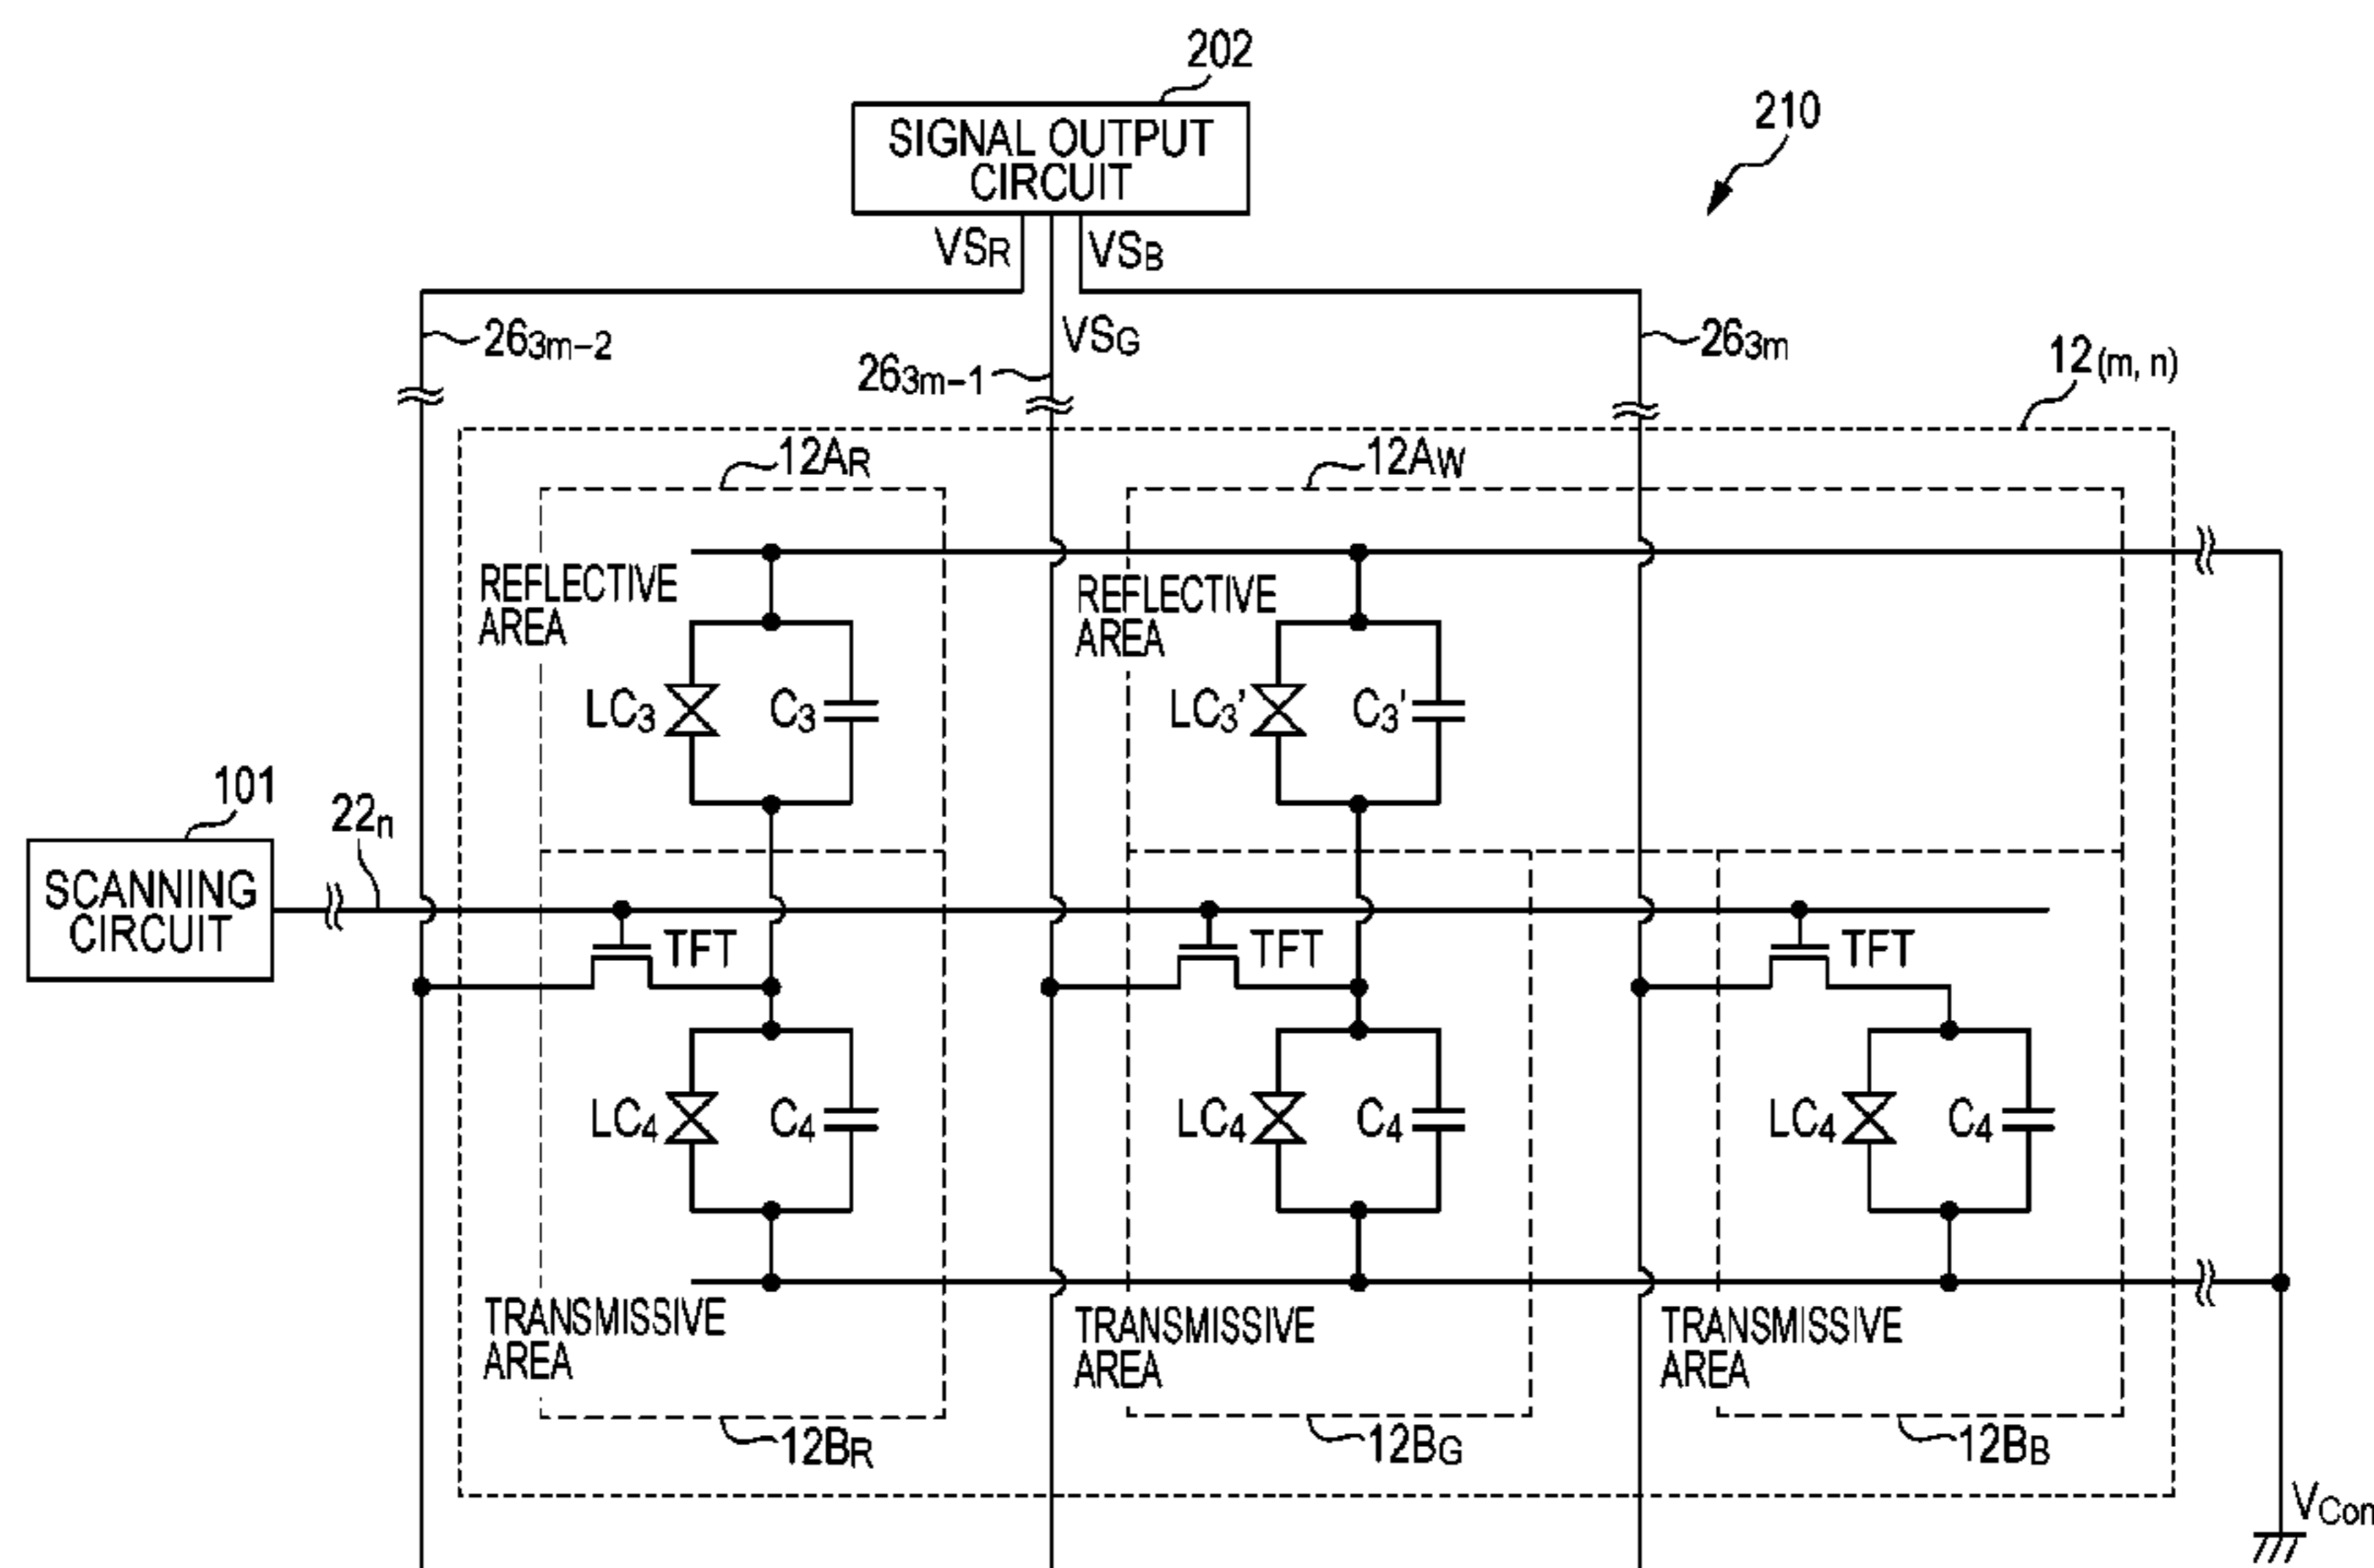 202
SIGNAL OUTPUT
CIRCUIT
210
VSR
VSB
VSG
263m-2
263m-1
263m
12(m, n)
12AR
12AW
REFLECTIVE
AREA
REFLECTIVE
AREA
LC3
C3
LC3'
C3'
101
22n
SCANNING
CIRCUIT
TFT
TFT
TFT
LC4
C4
LC4
C4
LC4
C4
TRANSMISSIVE
AREA
TRANSMISSIVE
AREA
TRANSMISSIVE
AREA
12BR
12BG
12BB
VCom